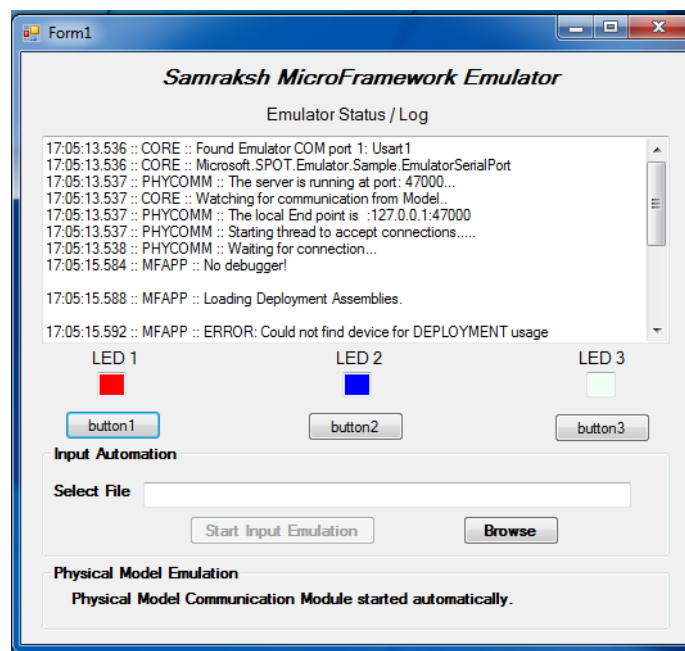 Form1
Samraksh MicroFramework Emulator
Emulator Status / Log
17:05:13.536 :: CORE :: Found Emulator COM port 1: Usart1
17:05:13.536 :: CORE :: Microsoft.SPOT.Emulator.Sample.EmulatorSerialPort
17:05:13.537 :: PHYCOMM :: The server is running at port: 47000...
17:05:13.537 :: CORE :: Watching for communication from Model..
17:05:13.537 :: PHYCOMM :: The local End point is  :127.0.0.1:47000
17:05:13.537 :: PHYCOMM :: Starting thread to accept connections.....
17:05:13.538 :: PHYCOMM :: Waiting for connection...
17:05:15.584 :: MFAPP :: No debugger!
17:05:15.588 :: MFAPP :: Loading Deployment Assemblies.
17:05:15.592 :: MFAPP :: ERROR: Could not find device for DEPLOYMENT usage
LED 1 LED 2 LED 3
button1 button2 button3
Input Automation
Select File
Start Input Emulation Browse
Physical Model Emulation
Physical Model Communication Module started automatically.